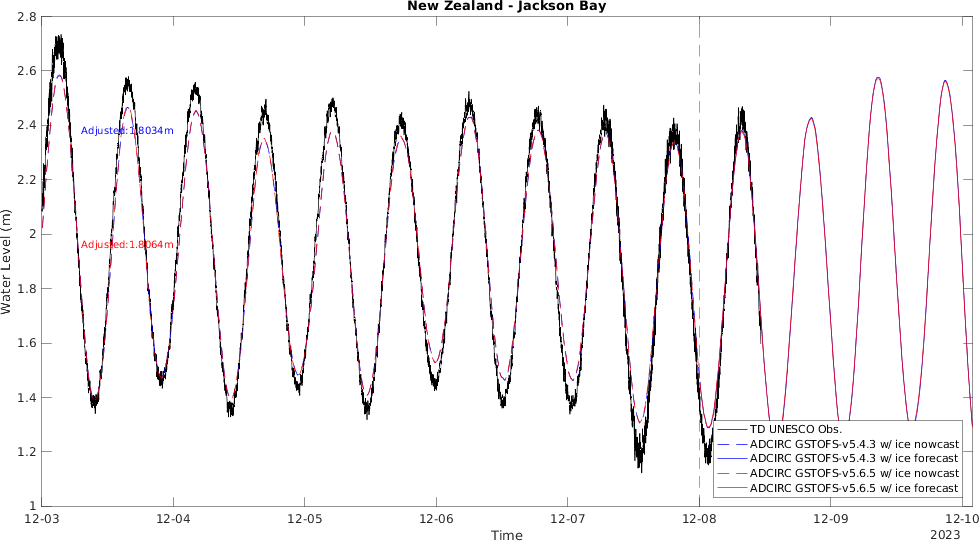 New Zealand - Jackson Bay
2.8
2.6
2.4
2.2
2
1.8
1.6
1.4
1.2
1
Water Level (m)
Adjusted:1.8034m
Adjusted:1.8064m
TD UNESCO Obs.
ADCIRC GSTOFS-v5.4.3 w/ ice nowcast
ADCIRC GSTOFS-v5.4.3 w/ ice forecast
ADCIRC GSTOFS-v5.6.5 w/ ice nowcast
ADCIRC GSTOFS-v5.6.5 w/ ice forecast
12-03 12-04 12-05 12-06 12-07 12-08 12-09 12-10
Time
2023